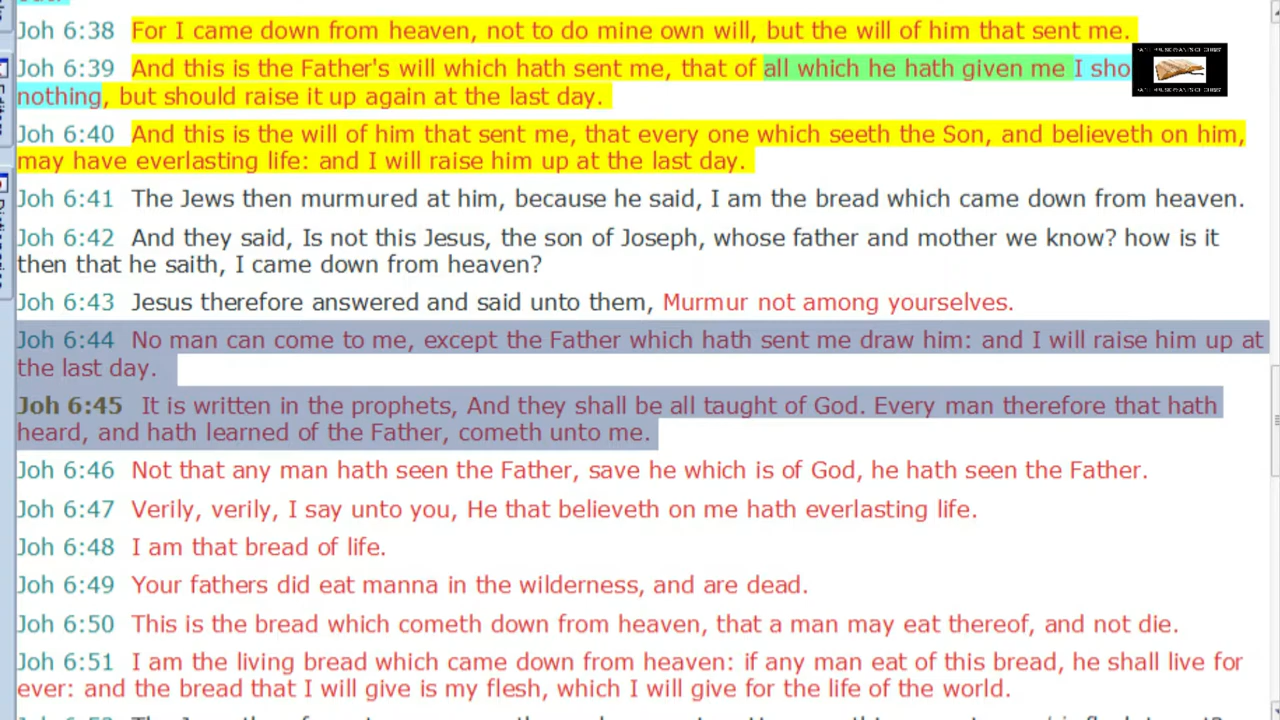 Joh 6:38 For I came down from heaven, not to do mine own will, but the will of him that sent me.
Joh 6:39 And this is the Father's will which hath sent me, that of all which he hath given me I sho
nothing, but should raise it up again at the last day.
Joh 6:40 And this is the will of him that sent me, that every one which seeth the Son, and believeth on him,
may have everlasting life: and I will raise him up at the last day.
Joh 6:41 The Jews then murmured at him, because he said, I am the bread which came down from heaven.
Joh 6:42 And they said, Is not this Jesus, the son of Joseph, whose father and mother we know? how is it
then that he saith, I came down from heaven?
Joh 6:43 Jesus therefore answered and said unto them, Murmur not among yourselves.
Joh 6:44 No man can come to me, except the Father which hath sent me draw him: and I will raise him up at
the last day.
Joh 6:45 It is written in the prophets, And they shall be all taught of God. Every man therefore that hath
heard, and hath learned of the Father, cometh unto me.
Joh 6:46 Not that any man hath seen the Father, save he which is of God, he hath seen the Father.
Joh 6:47 Verily, verily, I say unto you, He that believeth on me hath everlasting life.
Joh 6:48 I am that bread of life.
Joh 6:49 Your fathers did eat manna in the wilderness, and are dead.
Joh 6:50 This is the bread which cometh down from heaven, that a man may eat thereof, and not die.
Joh 6:51 I am the living bread which came down from heaven: if any man eat of this bread, he shall live for
ever: and the bread that I will give is my flesh, which I will give for the life of the world.